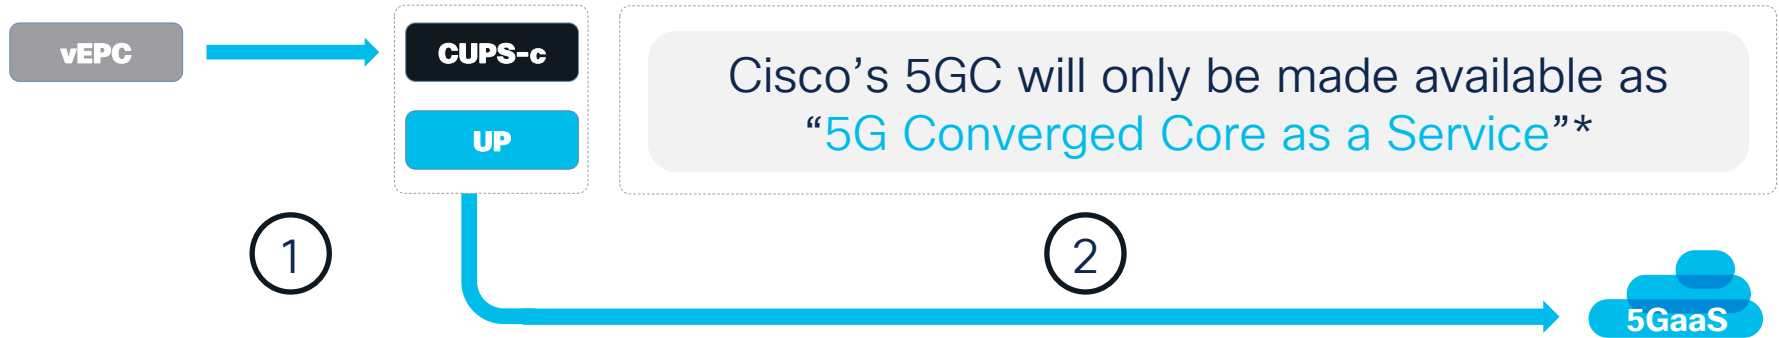 vEPC
CUPS-c
UP
Cisco’s 5GC will only be made available as
“5G Converged Core as a Service”*
1
2
5GaaS